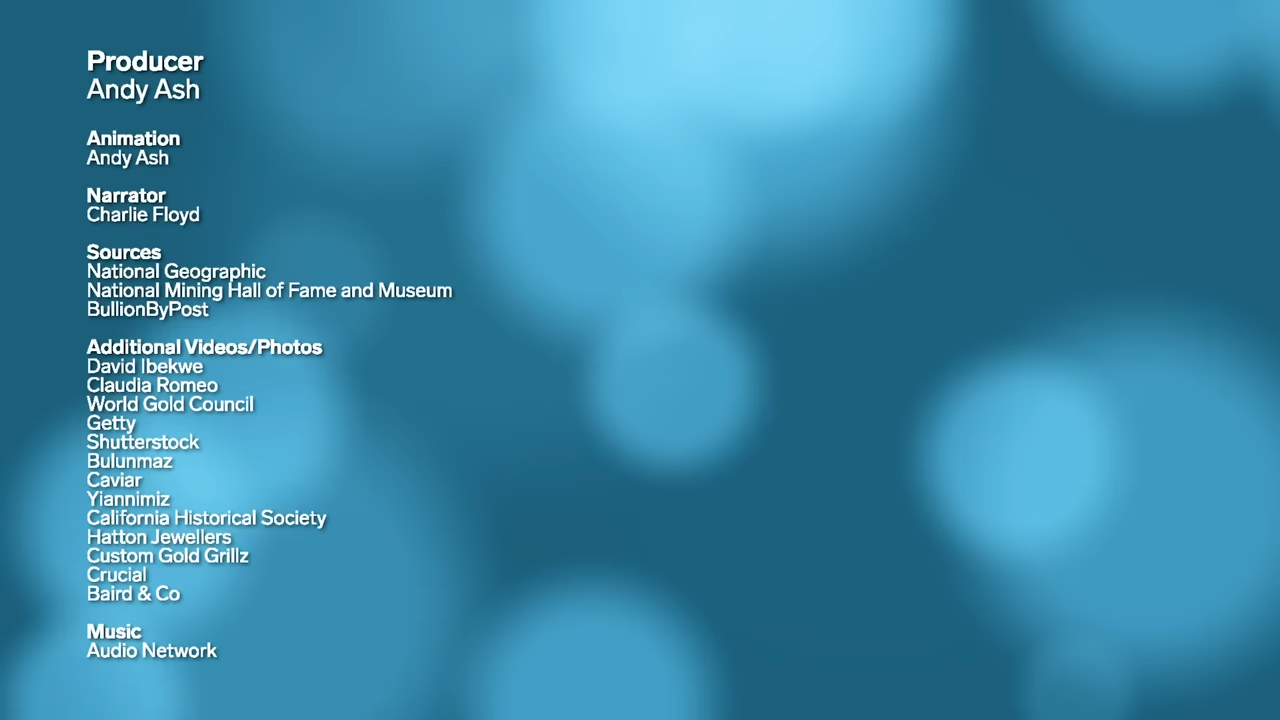 Producer
Andy Ash
Animation
Andy Ash
Narrator
Charlie Floyd
Sources
National Geographic
National Mining Hall of Fame and Museum
BullionByPost
Additional Videos/Photos
David Ibekwe
Claudia Romeo
World Gold Council
Getty
Shutterstock
Bulunmaz
Caviar
Yiannimiz
California Historical Society
Hatton Jewellers
Custom Gold Grillz
Crucial
Baird & Co
Music
Audio Network